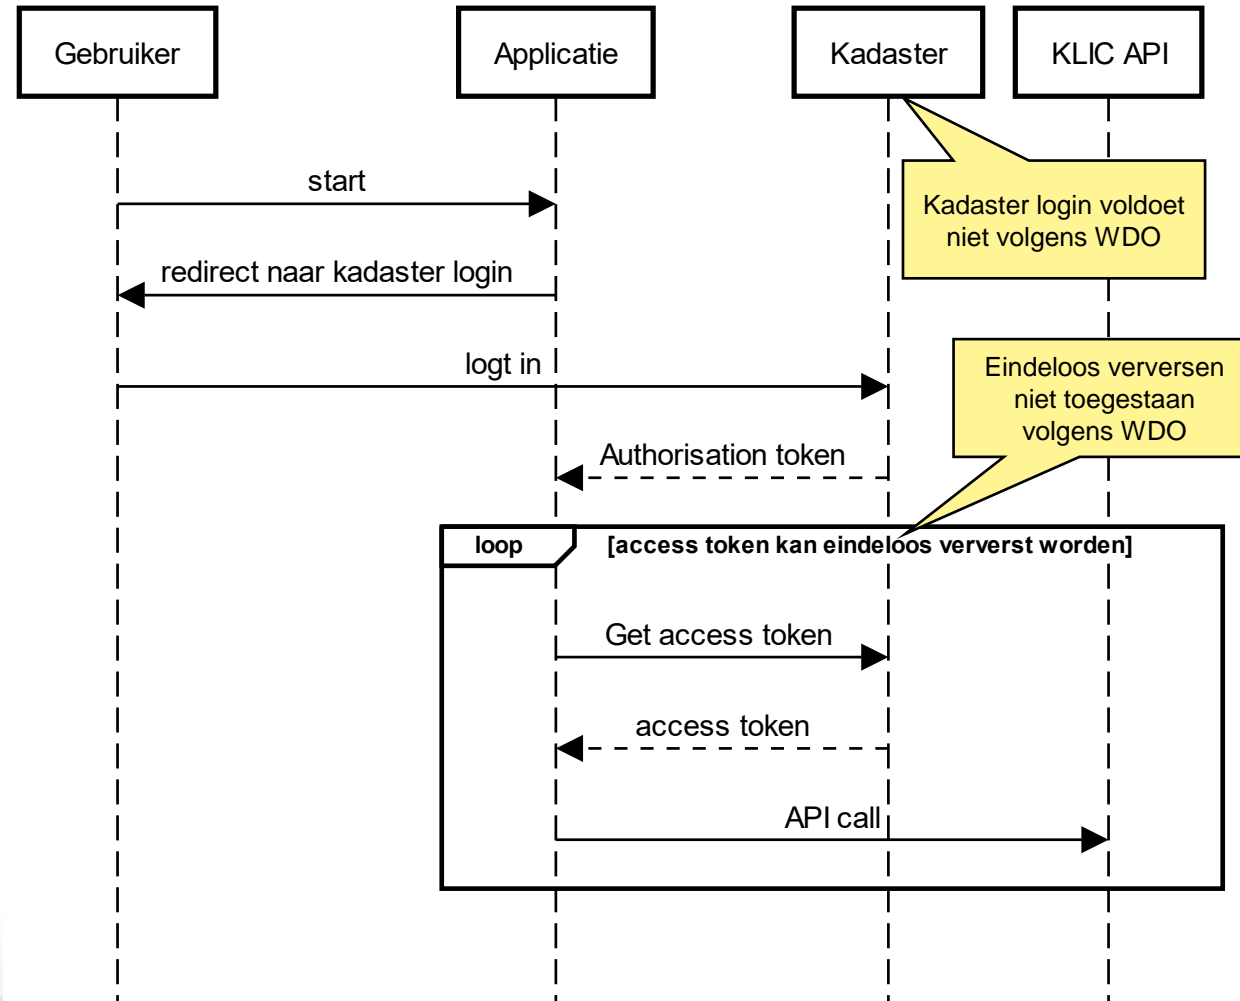 Gebruiker
Applicatie
Kadaster
KLIC API
start
Kadaster login voldoet
niet volgens WDO
redirect naar kadaster login
logt in
Eindeloos verversen
niet toegestaan
volgens WDO
Authorisation token
loop
[access token kan eindeloos ververst worden]
Get access token
access token
API call